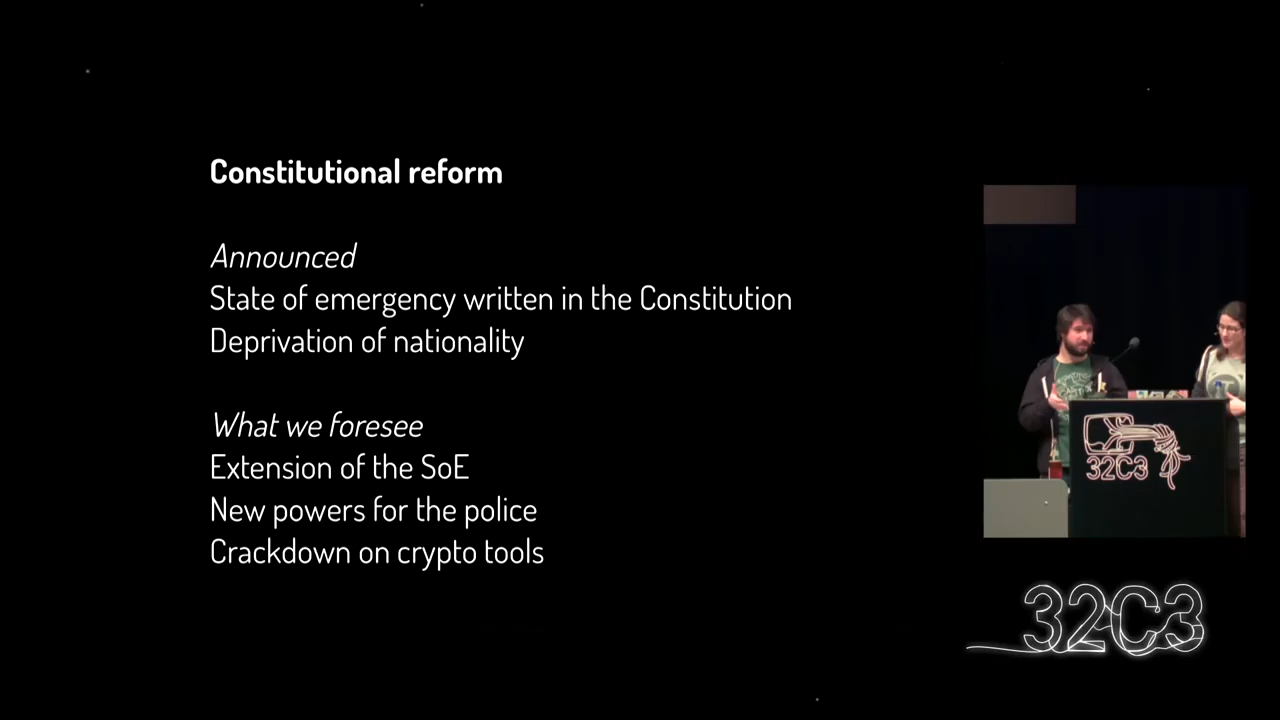 Constitutional reform
Announced
State of emergency written in the Constitution
Deprivation of nationality
What we foresee
Extension of the SoE
New powers for the police
Crackdown on crypto tools
32C3
32C3